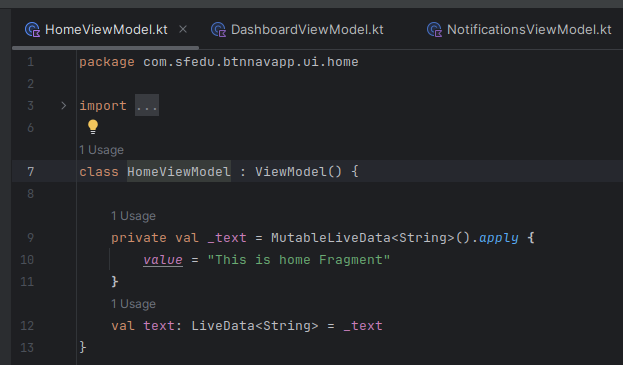 HomeViewModel.kt × DashboardViewModel.kt NotificationsViewModel.kt
1 package com.sfedu.btnnavapp.ui.home
2
3 import ...
6
1 Usage
7 class HomeViewModel : ViewModel() {
8
1 Usage
9 private val _text = MutableLiveData<String>().apply {
10 value = "This is home Fragment"
11 }
1 Usage
12 val text: LiveData<String> = _text
13 }